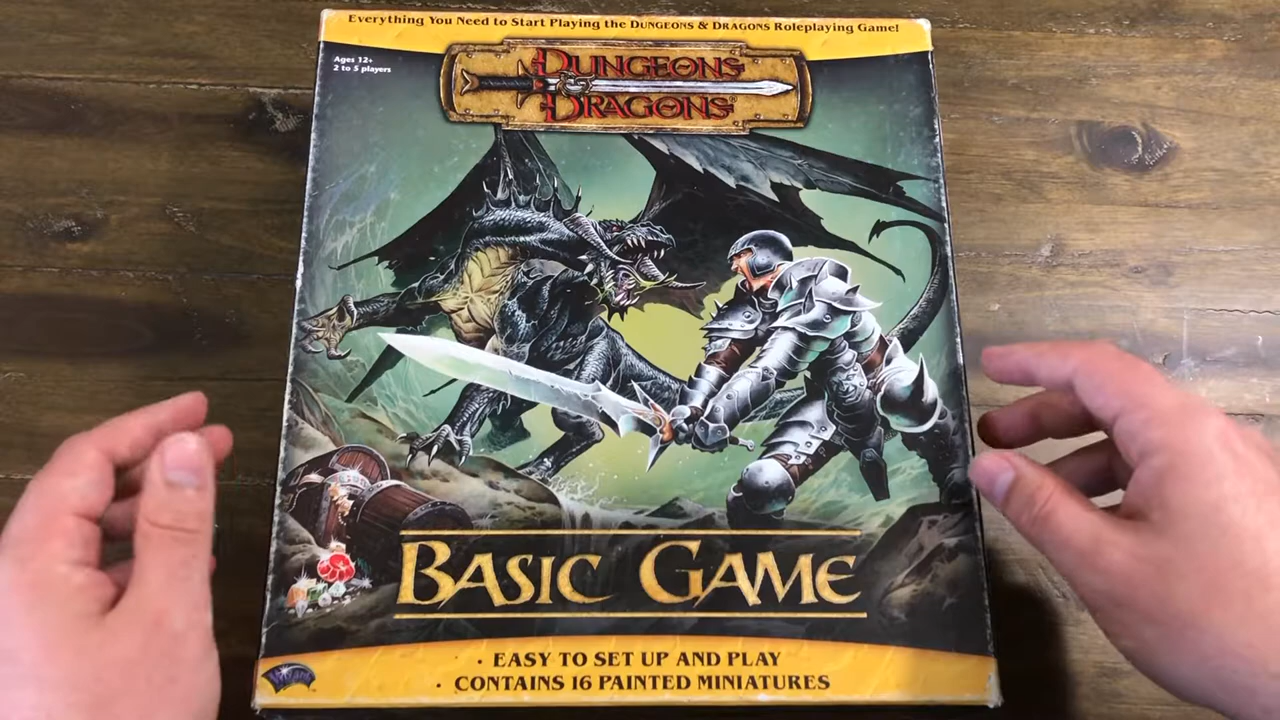 Everything You Need to Start Playing the DUNGEONS & DRAGONS Roleplaying Game!
Ages 12+
2 to 5 players
DUNGEONS
&
DRAGONS®
BASIC GAME
• EASY TO SET UP AND PLAY
• CONTAINS 16 PAINTED MINIATURES
Wizards